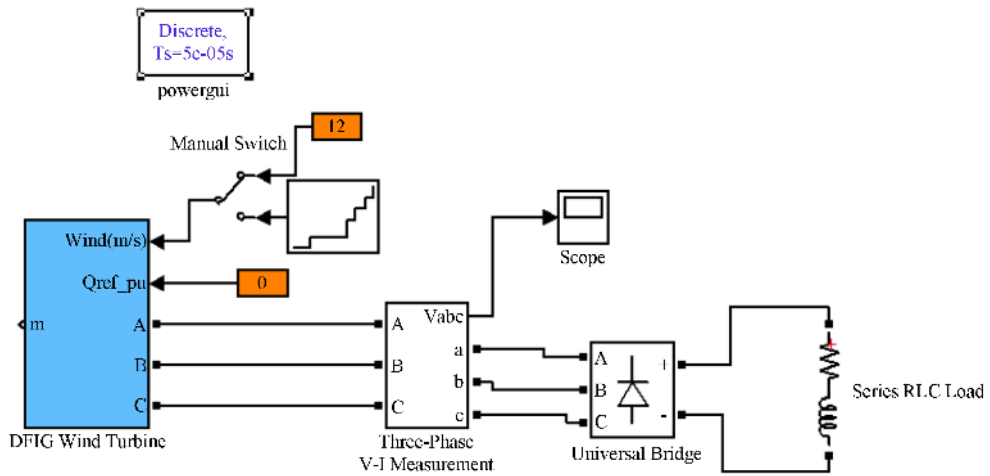 Discrete,
Ts=5e-05s
powergui
12
Manual Switch
Wind(m/s)
Scope
Qref_pu
0
m
A
B
C
DFIG Wind Turbine
A
B
C
Vabc
a
b
c
Three-Phase
V-I Measurement
A
B
C
+
-
Universal Bridge
+
Series RLC Load